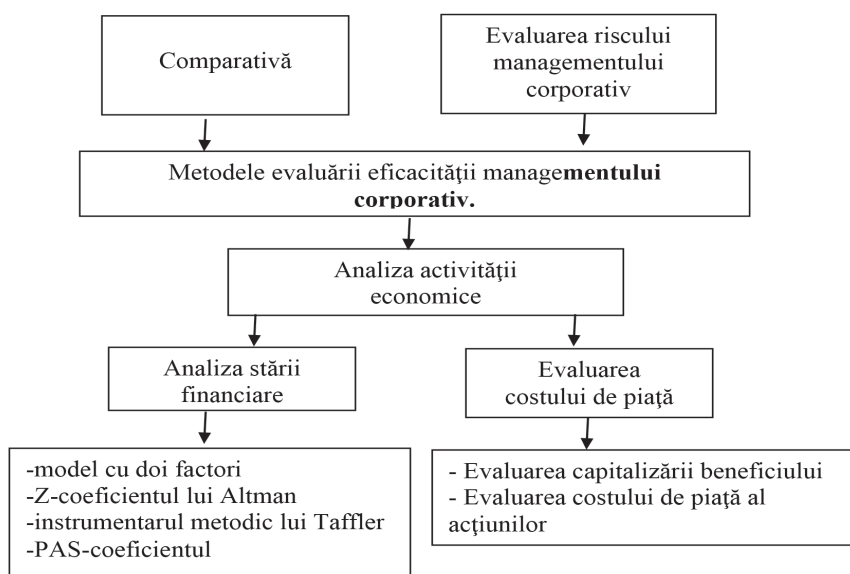 Comparativă
Evaluarea riscului
managementului
corporativ
Metodele evaluării eficacităţii managementului
corporativ.
Analiza activităţii
economice
Analiza stării
financiare
Evaluarea
costului de piaţă
-model cu doi factori
-Z-coeficientul lui Altman
-instrumentarul metodic lui Taffler
-PAS-coeficientul
- Evaluarea capitalizării beneficiului
- Evaluarea costului de piaţă al
acţiunilor